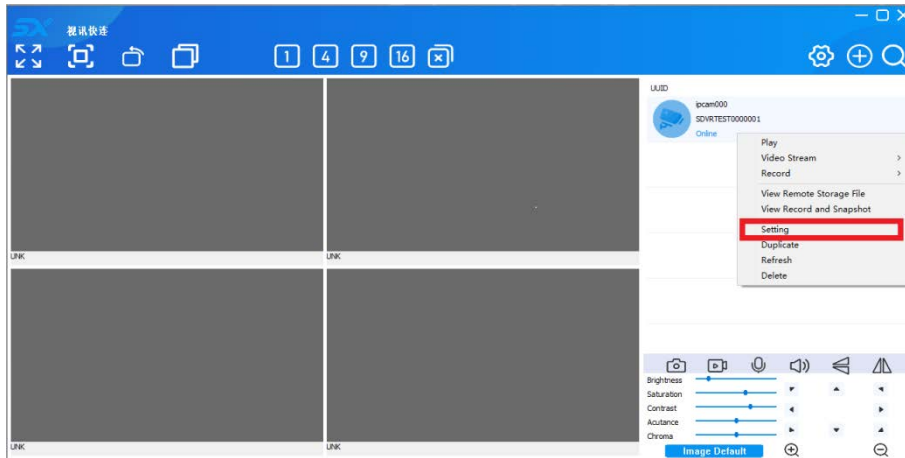 SX 视讯快连
1 4 9 16
UUID
ipcam000
SDVRTEST0000001
Online
Play
Video Stream
Record
View Remote Storage File
View Record and Snapshot
Setting
Duplicate
Refresh
Delete
UNK UNK
UNK UNK
Brightness
Saturation
Contrast
Acutance
Chroma
Image Default